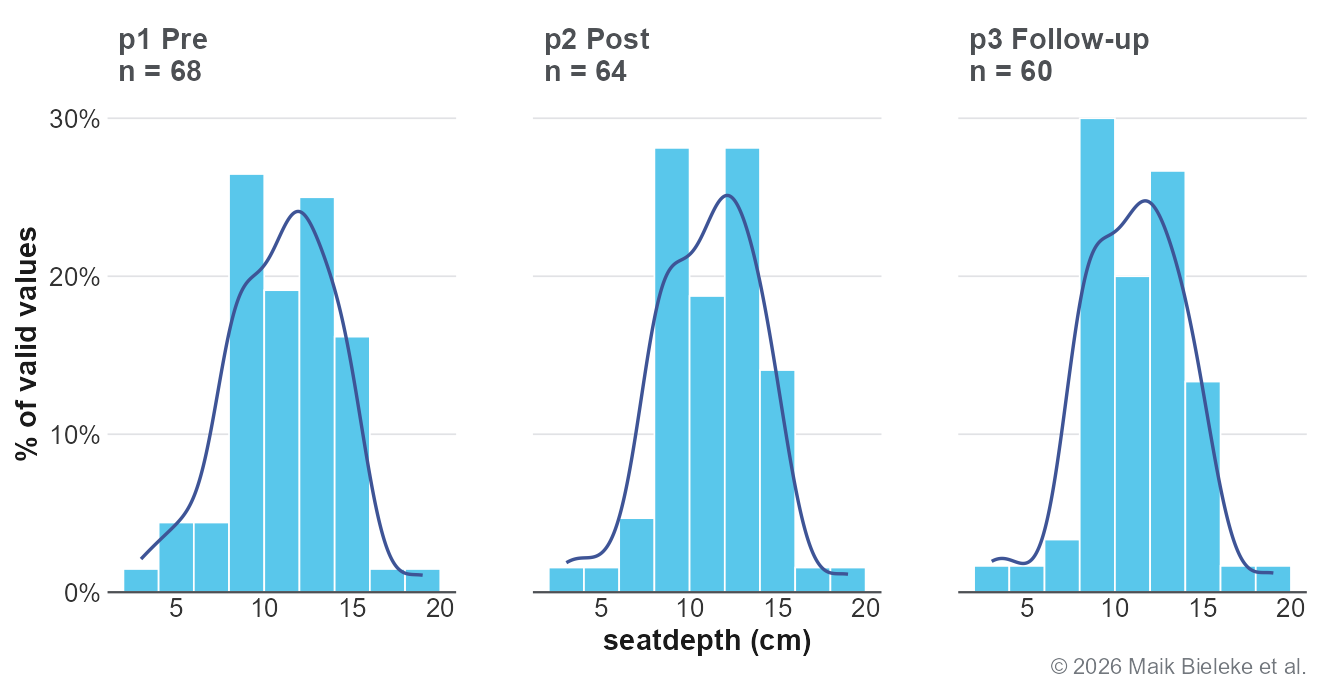 p1 Pre
n = 68
p2 Post
n = 64
p3 Follow-up
n = 60
% of valid values
30%
20%
10%
0%
5 10 15 20
5 10 15 20
5 10 15 20
seatdepth (cm)
© 2026 Maik Bieleke et al.